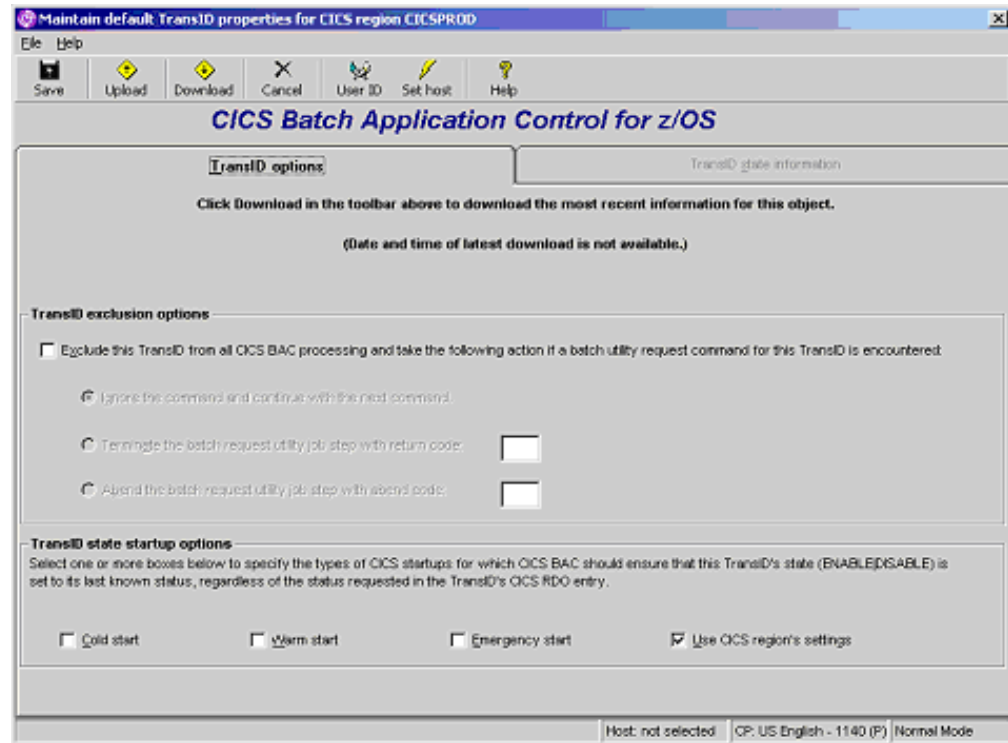 Maintain default TransID properties for CICS region CICSPROD
File Help
Save Upload Download Cancel User ID Set host Help
CICS Batch Application Control for z/OS
TransID options TransID state information
Click Download in the toolbar above to download the most recent information for this object.
(Date and time of latest download is not available.)
TransID exclusion options
Exclude this TransID from all CICS BAC processing and take the following action if a batch utility request command for this TransID is encountered:
Ignore the command and continue with the next command.
Terminate the batch request utility job step with return code:
Abend the batch request utility job step with abend code:
TransID state startup options
Select one or more boxes below to specify the types of CICS startups for which CICS BAC should ensure that this TransID's state (ENABLE|DISABLE) is
set to its last known status, regardless of the status requested in the TransID's CICS RDO entry.
Cold start Warm start Emergency start Use CICS region's settings
Host: not selected CP: US English - 1140 (P) Normal Mode